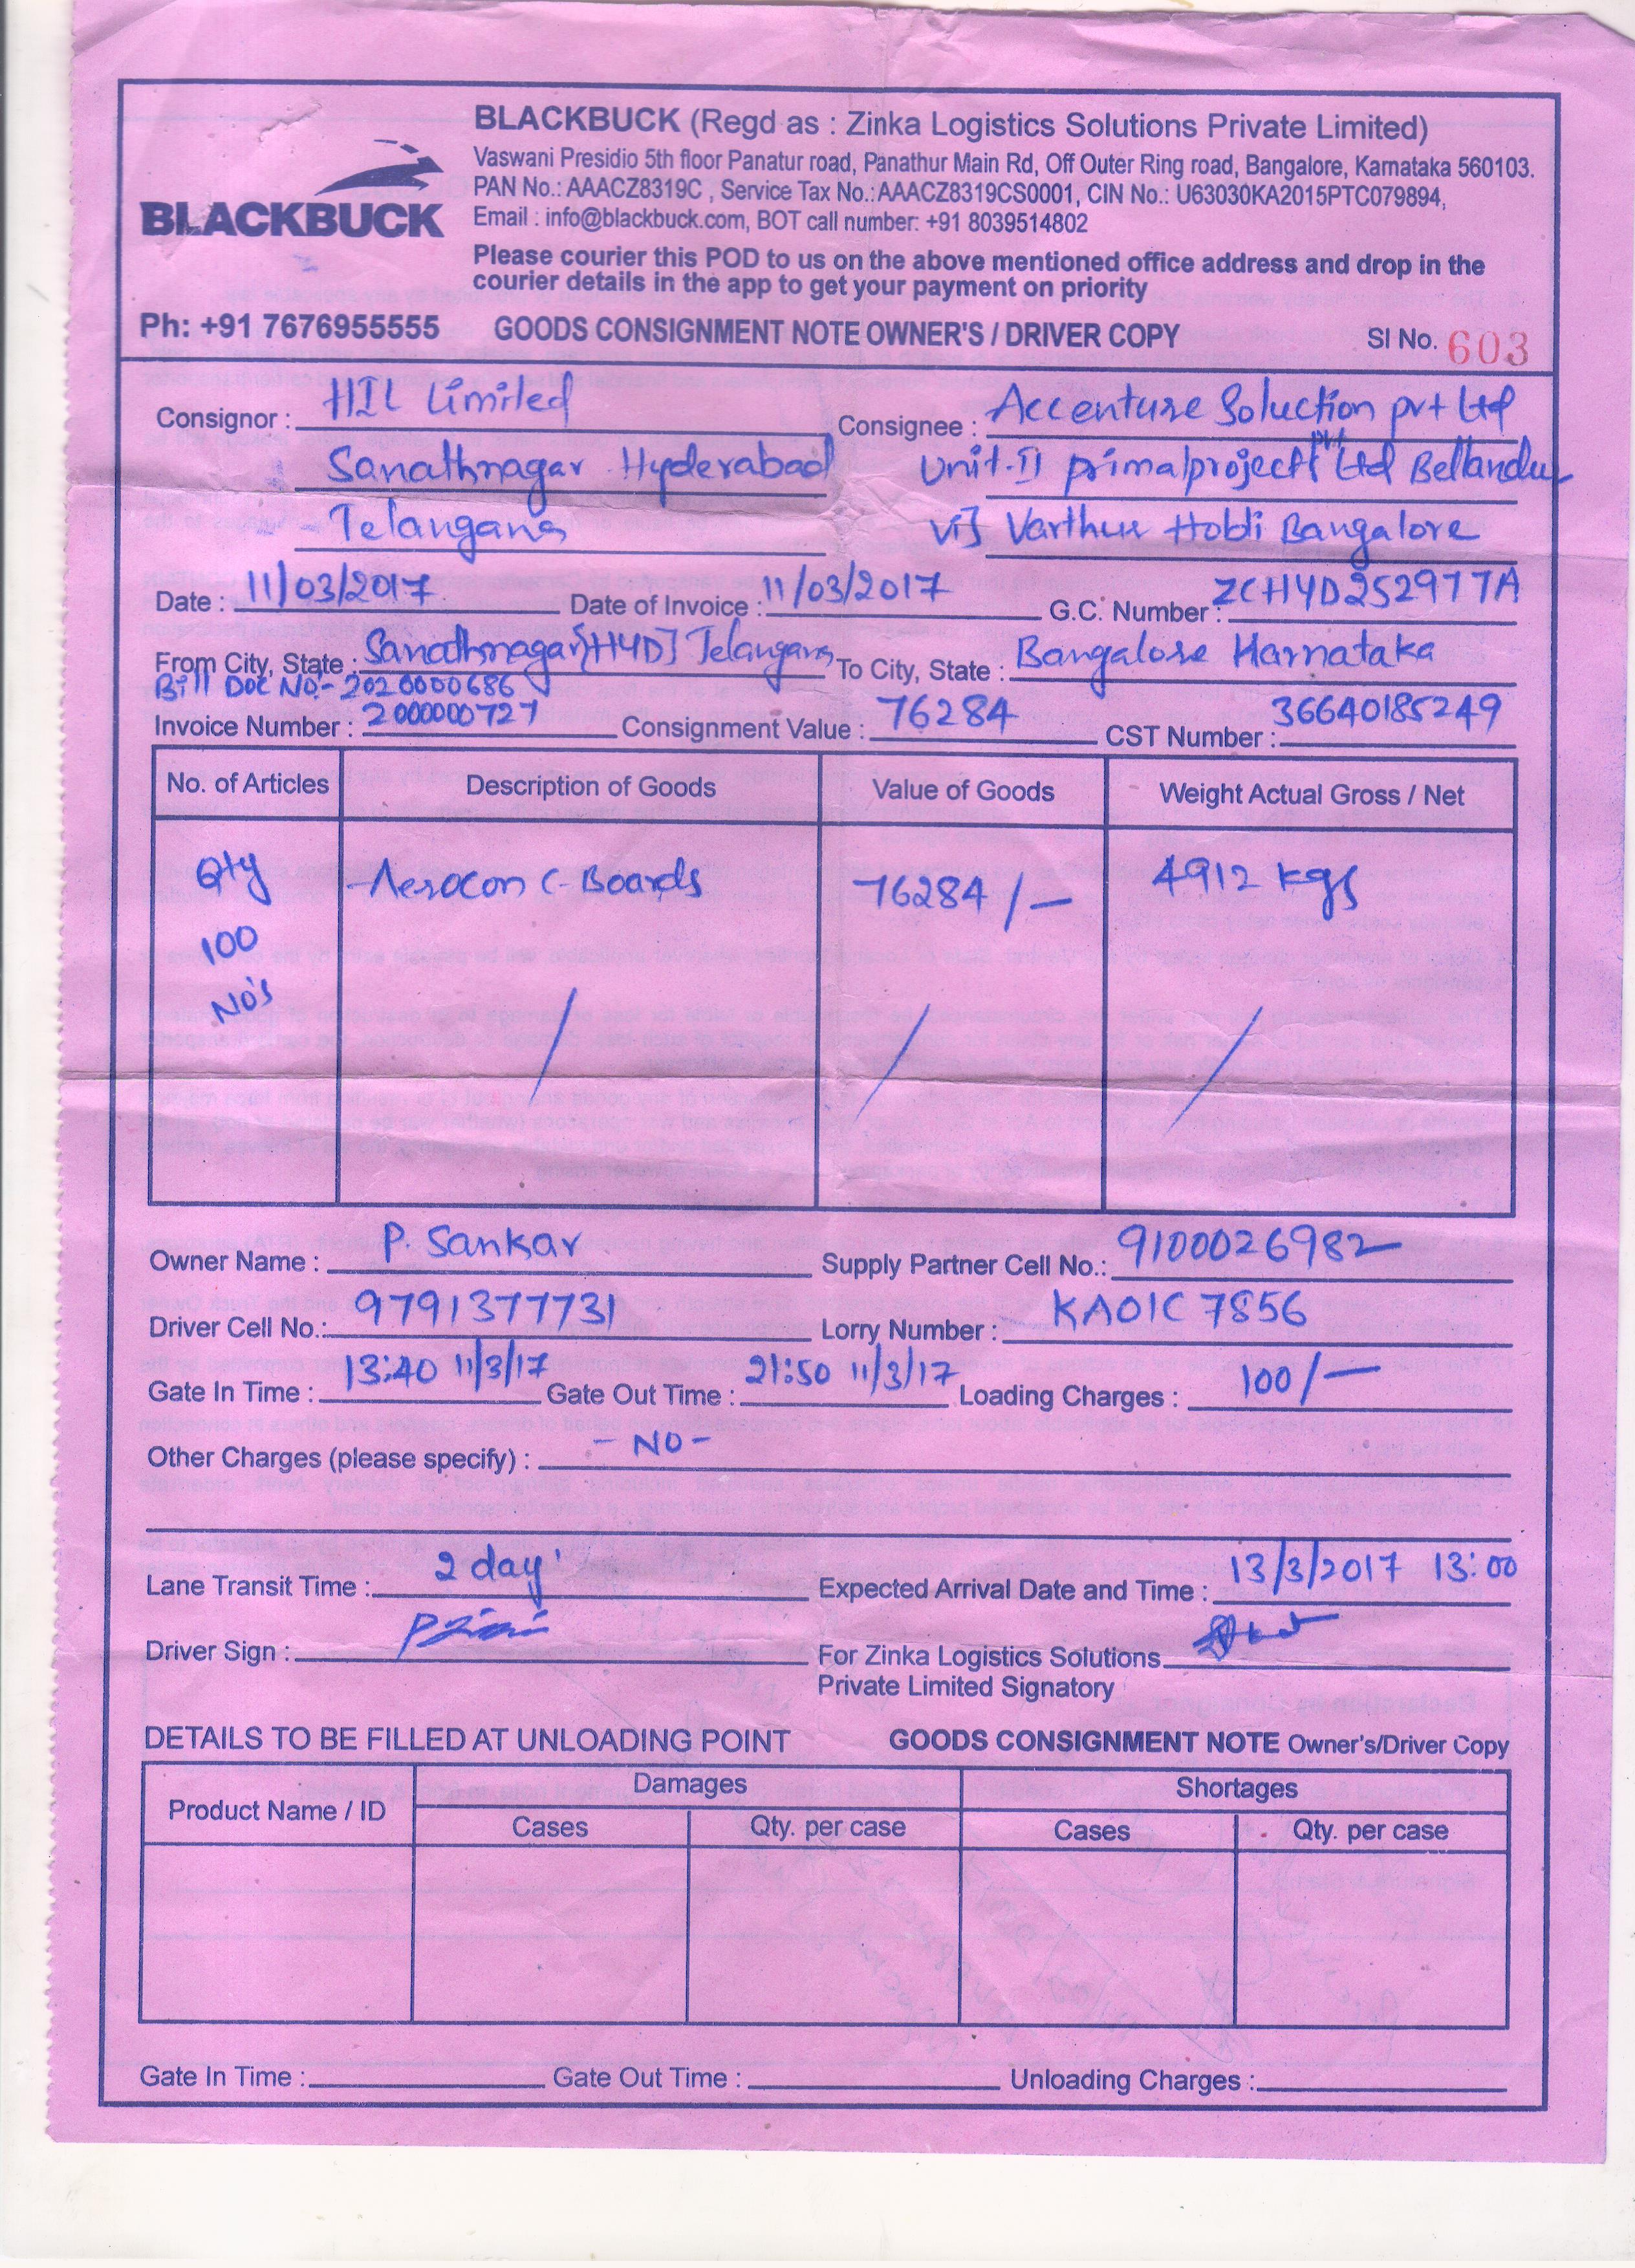 BLACKBUCK (Regd as : Zinka Logistics Solutions Private Limited)
Vaswani Presidio 5th floor Panatur road, Panathur Main Rd, Off Outer Ring road, Bangalore, Karnataka 560103.
PAN No.: AAACZ8319C , Service Tax No.:AAACZ8319CS0001, CIN No.: U63030KA2015PTC079894,
BLACKBUCK Email : info@blackbuck.com, BOT call number: +91 8039514802
Please courier this POD to us on the above mentioned office address and drop in the
courier details in the app to get your payment on priority
Ph: +91 7676955555 GOODS CONSIGNMENT NOTE OWNER'S / DRIVER COPY SI No. 603
Consignor : HIL Limited Consignee : Accenture Soluction pvt Ltd
Sanathnagar Hyderabad Unit-II primalprojects pvt Ltd Bellandur
Telangana Vij Varthur Hobli Bangalore
Date : 11/03/2017 Date of Invoice : 11/03/2017 G.C. Number : ZCHYD252977A
From City, State : Sanathnagar[HYD] Telangana To City, State : Bangalose Karnataka
Bill Doc No:- 2020000686
Invoice Number : 2000000727 Consignment Value : 76284 CST Number : 36640185249
No. of Articles Description of Goods Value of Goods Weight Actual Gross / Net
Qty Aerocon C-Boards 76284/- 4912 kgs
100
No's
Owner Name : P. Sankar Supply Partner Cell No.: 9100026982
Driver Cell No.: 9791377731 Lorry Number : KA01C 7856
Gate In Time : 13:40 11/3/17 Gate Out Time : 21:50 11/3/17 Loading Charges : 100/-
Other Charges (please specify) : - NO -
Lane Transit Time : 2 day' Expected Arrival Date and Time : 13/3/2017 13:00
Driver Sign : For Zinka Logistics Solutions
Private Limited Signatory
DETAILS TO BE FILLED AT UNLOADING POINT GOODS CONSIGNMENT NOTE Owner's/Driver Copy
Product Name / ID Damages Shortages
Cases Qty. per case Cases Qty. per case
Gate In Time : Gate Out Time : Unloading Charges :